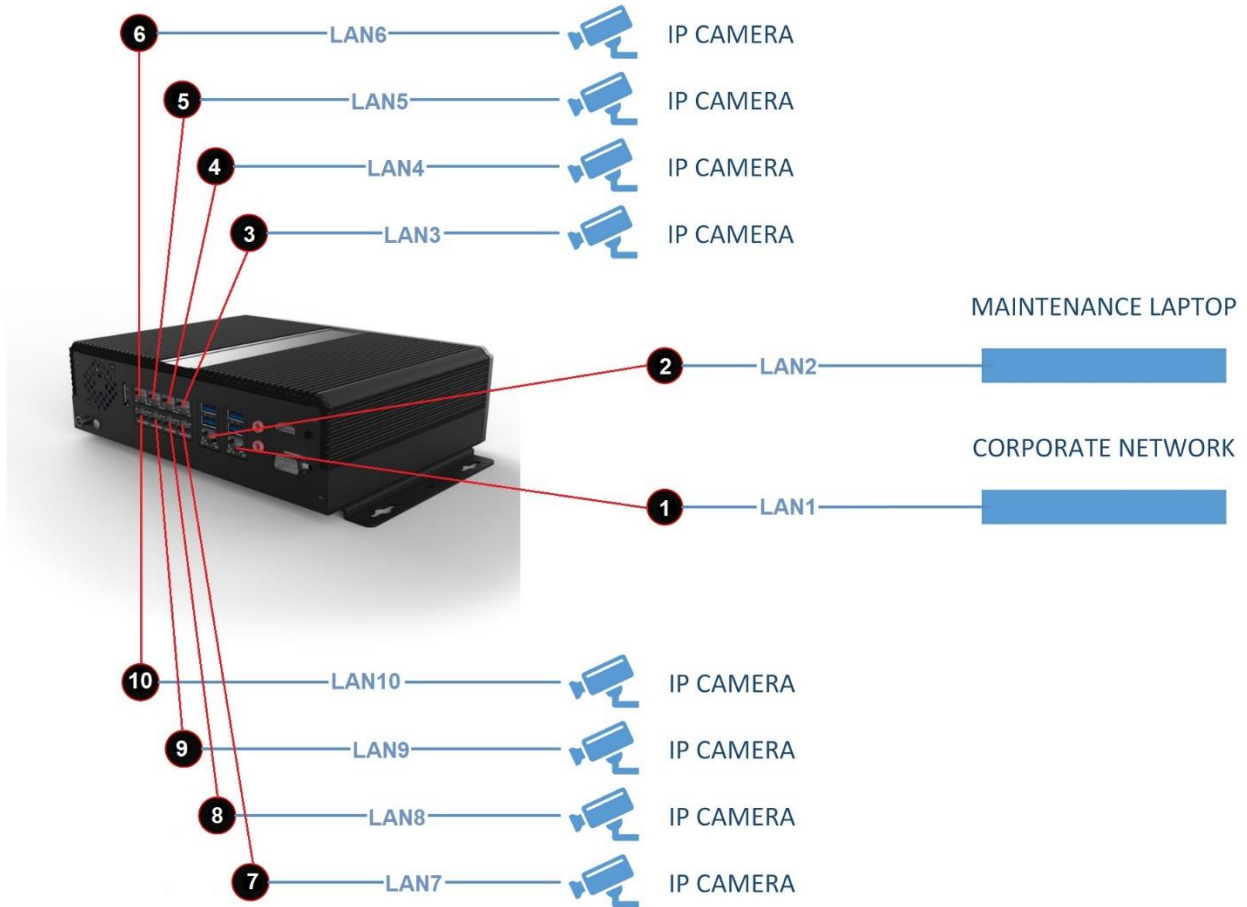 6 LAN6 IP CAMERA
5 LAN5 IP CAMERA
4 LAN4 IP CAMERA
3 LAN3 IP CAMERA
MAINTENANCE LAPTOP
2 LAN2
CORPORATE NETWORK
1 LAN1
10 LAN10 IP CAMERA
9 LAN9 IP CAMERA
8 LAN8 IP CAMERA
7 LAN7 IP CAMERA